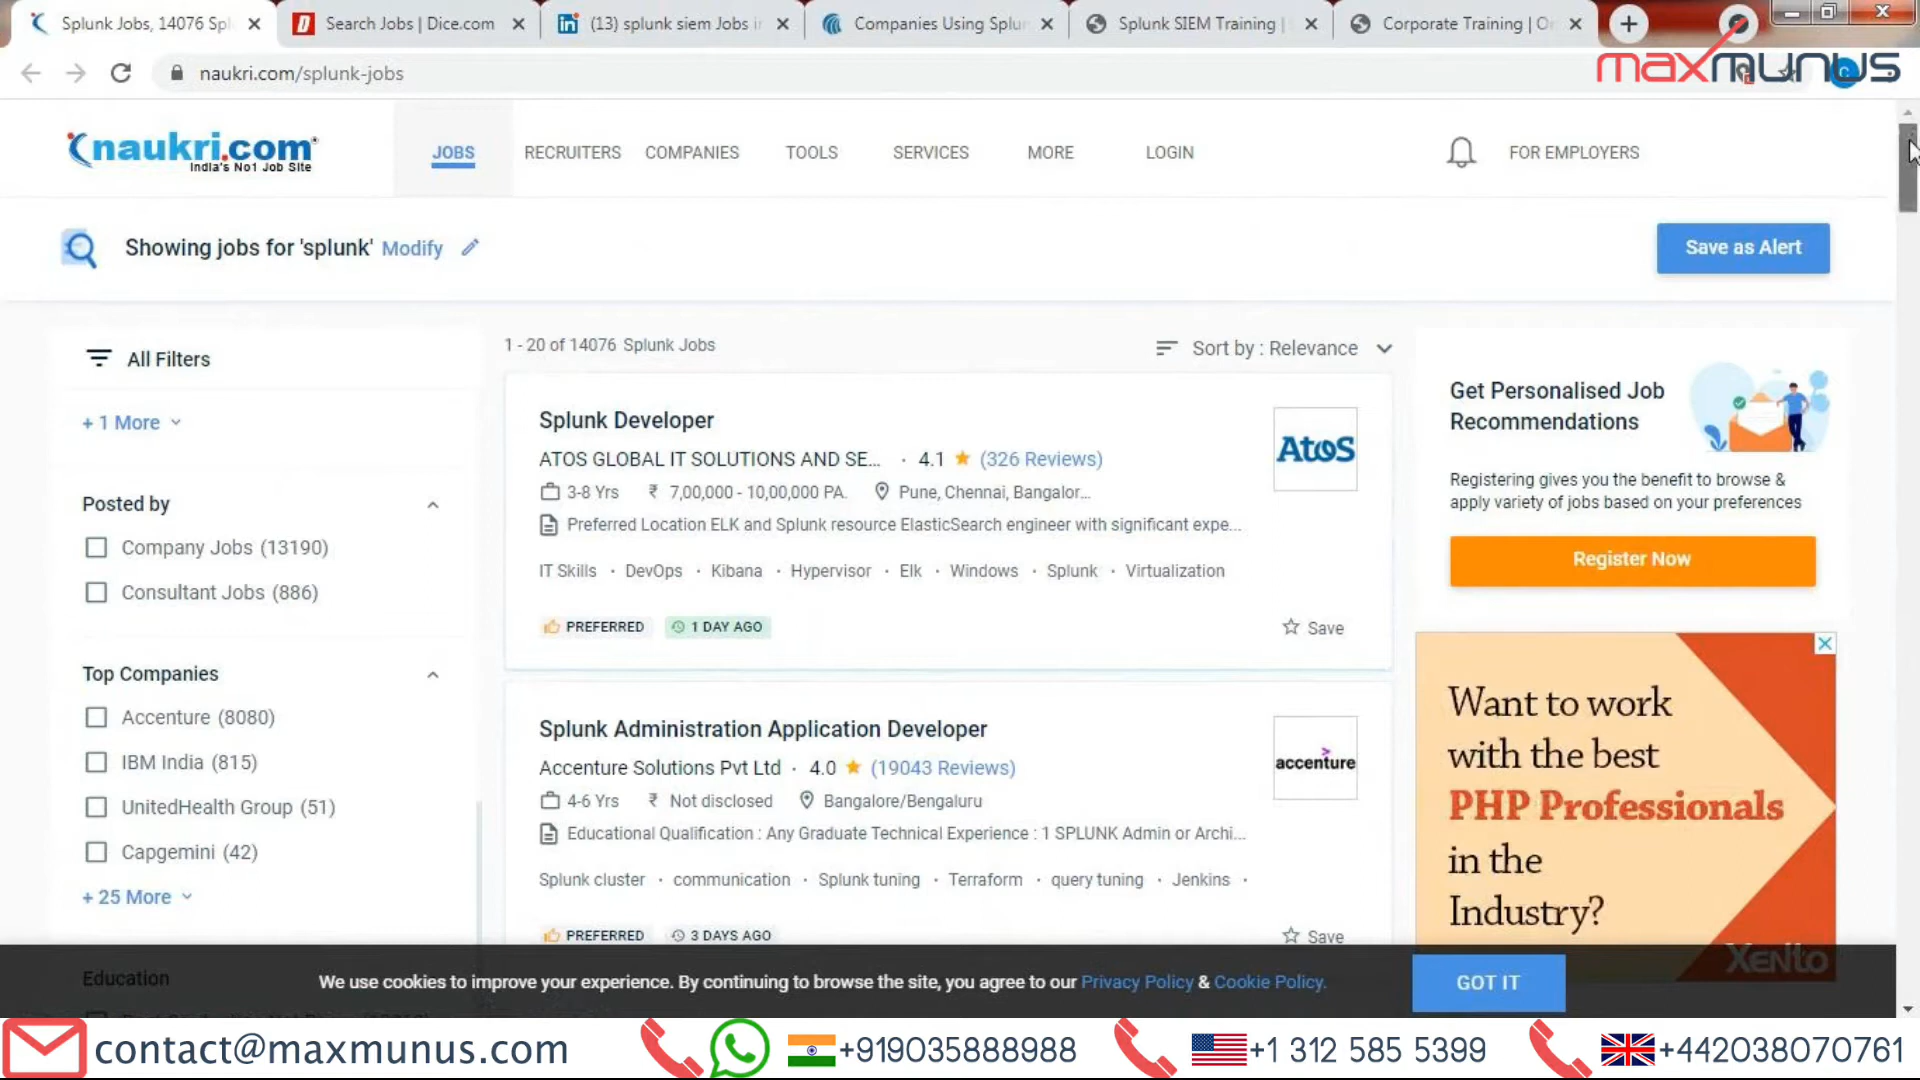 Splunk Jobs, 14076 Spl
Search Jobs | Dice.com
(13) splunk siem Jobs i
Companies Using Splu
Splunk SIEM Training |
Corporate Training | O
naukri.com/splunk-jobs
maxmunus
naukri.com
India's No1 Job Site
JOBS
RECRUITERS
COMPANIES
TOOLS
SERVICES
MORE
LOGIN
FOR EMPLOYERS
Showing jobs for 'splunk' Modify
Save as Alert
All Filters
+ 1 More
Posted by
Company Jobs (13190)
Consultant Jobs (886)
Top Companies
Accenture (8080)
IBM India (815)
UnitedHealth Group (51)
Capgemini (42)
+ 25 More
Education
1 - 20 of 14076 Splunk Jobs
Sort by : Relevance
Splunk Developer
ATOS GLOBAL IT SOLUTIONS AND SE... · 4.1 (326 Reviews)
3-8 Yrs ₹ 7,00,000 - 10,00,000 PA. Pune, Chennai, Bangalor...
Preferred Location ELK and Splunk resource ElasticSearch engineer with significant expe...
IT Skills · DevOps · Kibana · Hypervisor · Elk · Windows · Splunk · Virtualization
PREFERRED 1 DAY AGO
Save
Atos
Splunk Administration Application Developer
Accenture Solutions Pvt Ltd · 4.0 (19043 Reviews)
4-6 Yrs ₹ Not disclosed Bangalore/Bengaluru
Educational Qualification : Any Graduate Technical Experience : 1 SPLUNK Admin or Archi...
Splunk cluster · communication · Splunk tuning · Terraform · query tuning · Jenkins ·
PREFERRED 3 DAYS AGO
Save
accenture
Get Personalised Job
Recommendations
Registering gives you the benefit to browse &
apply variety of jobs based on your preferences
Register Now
Want to work
with the best
PHP Professionals
in the
Industry?
Xento
We use cookies to improve your experience. By continuing to browse the site, you agree to our Privacy Policy & Cookie Policy.
GOT IT
contact@maxmunus.com
+919035888988
+1 312 585 5399
+442038070761